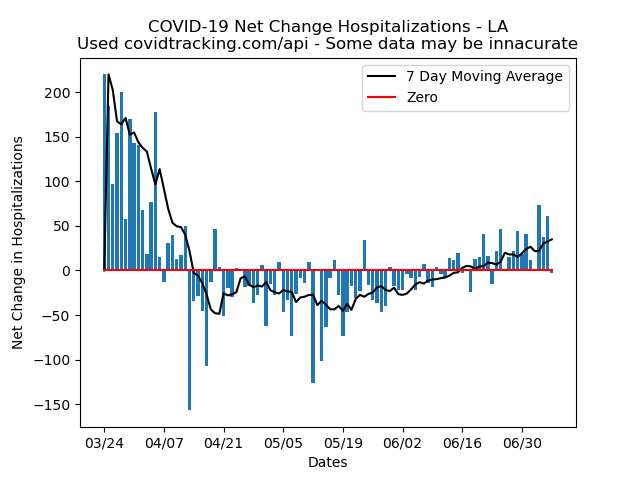 COVID-19 Net Change Hospitalizations - LA
Used covidtracking.com/api - Some data may be innacurate
7 Day Moving Average
Zero
Net Change in Hospitalizations
200
150
100
50
0
−50
−100
−150
03/24 04/07 04/21 05/05 05/19 06/02 06/16 06/30
Dates